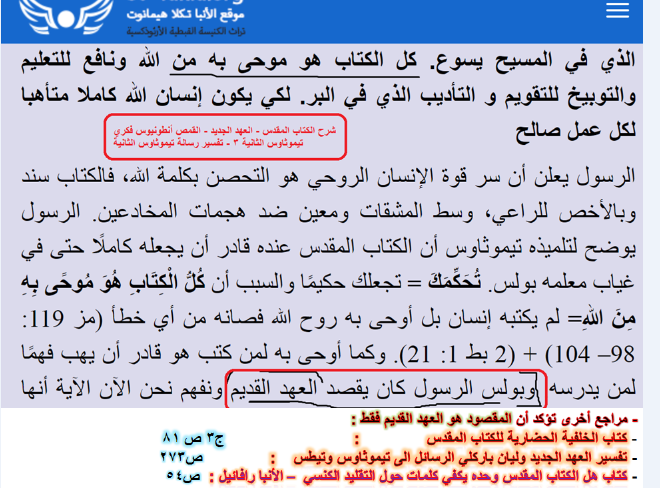 موقع الأنبا تكلا هيمانوت
تراث الكنيسة القبطية الأرثوذكسية
الذي في المسيح يسوع. كل الكتاب هو موحى به من الله ونافع للتعليم
والتوبيخ للتقويم و التأديب الذي في البر. لكي يكون إنسان الله كاملا متأهبا
لكل عمل صالح
شرح الكتاب المقدس - العهد الجديد - القمص أنطونيوس فكري
تيموثاوس الثانية ٣ - تفسير رسالة تيموثاوس الثانية
الرسول يعلن أن سر قوة الإنسان الروحي هو التحصن بكلمة الله، فالكتاب سند
وبالأخص للراعي، وسط المشقات ومعين ضد هجمات المخادعين. الرسول
يوضح لتلميذه تيموثاوس أن الكتاب المقدس عنده قادر أن يجعله كاملًا حتى في
غياب معلمه بولس. تُحَكِّمَكَ = تجعلك حكيمًا والسبب أن كُلُّ الْكِتَابِ هُوَ مُوحًى بِهِ
مِنَ اللهِ= لم يكتبه إنسان بل أوحى به روح الله فصانه من أي خطأ (مز 119:
98– 104) + (2 بط 1: 21). وكما أوحى به لمن كتب هو قادر أن يهب فهمًا
لمن يدرسه وبولس الرسول كان يقصد العهد القديم ونفهم نحن الآن الآية أنها
- مراجع أخرى تؤكد أن المقصود هو العهد القديم فقط :
- كتاب الخلفية الحضارية للكتاب المقدس : ج٣ ص ٨١
- تفسير العهد الجديد وليان باركلي الرسائل الى تيموثاوس وتيطس : ص٢٧٣
- كتاب هل الكتاب المقدس وحده يكفي كلمات حول التقليد الكنسي - الأنبا رافائيل : ص٥٤